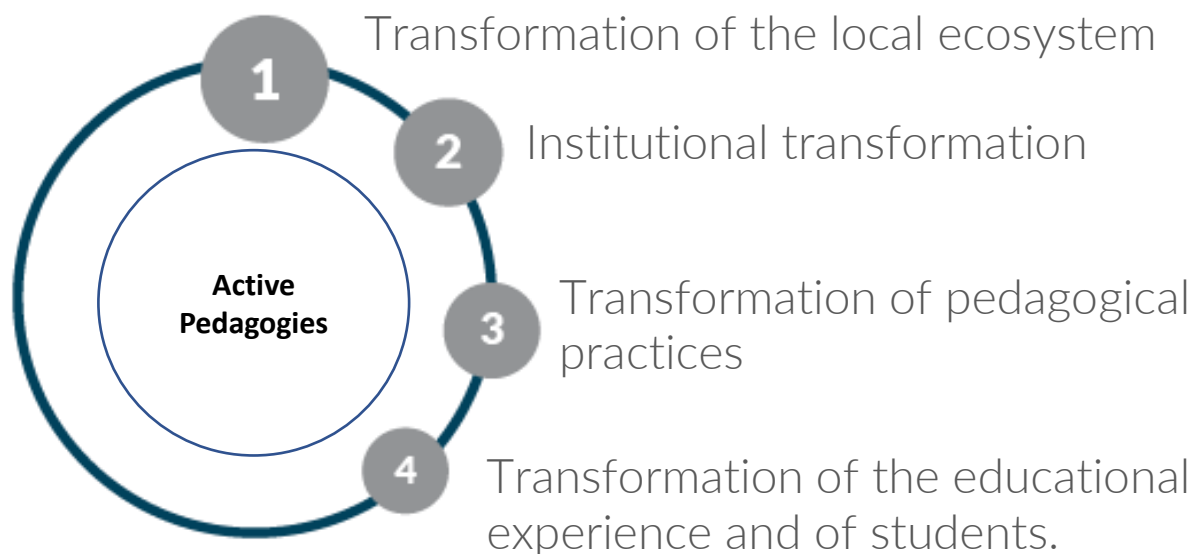 1
Transformation of the local ecosystem
2
Institutional transformation
Active
Pedagogies
3
Transformation of pedagogical
practices
4
Transformation of the educational
experience and of students.